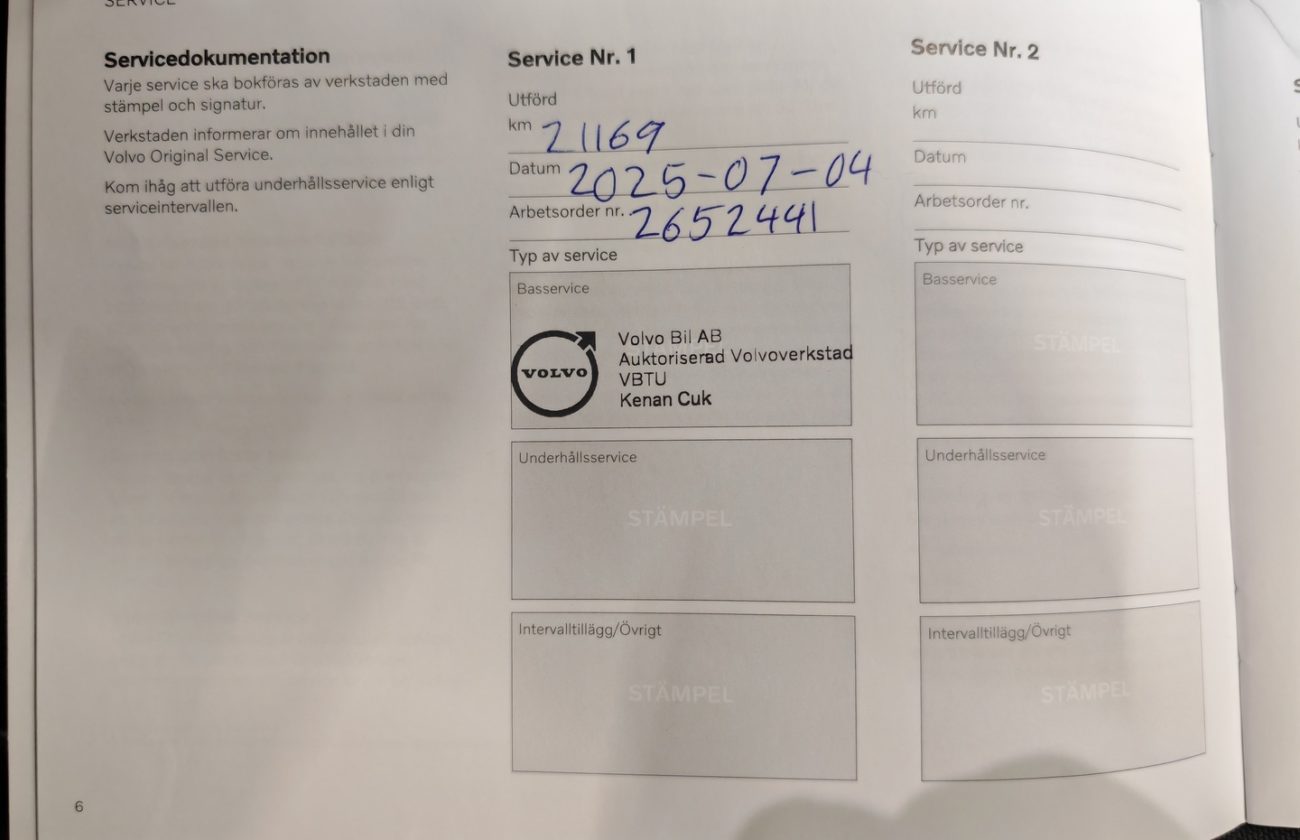 SERVICE
Servicedokumentation
Varje service ska bokföras av verkstaden med
stämpel och signatur.
Verkstaden informerar om innehållet i din
Volvo Original Service.
Kom ihåg att utföra underhållsservice enligt
serviceintervallen.
Service Nr. 1
Utförd
km 21169
Datum 2025-07-04
Arbetsorder nr. 2652441
Typ av service
Basservice
VOLVO
Volvo Bil AB
Auktoriserad Volvoverkstad
VBTU
Kenan Cuk
Underhållsservice
STÄMPEL
Intervalltillägg/Övrigt
STÄMPEL
Service Nr. 2
Utförd
km
Datum
Arbetsorder nr.
Typ av service
Basservice
STÄMPEL
Underhållsservice
STÄMPEL
Intervalltillägg/Övrigt
STÄMPEL
6